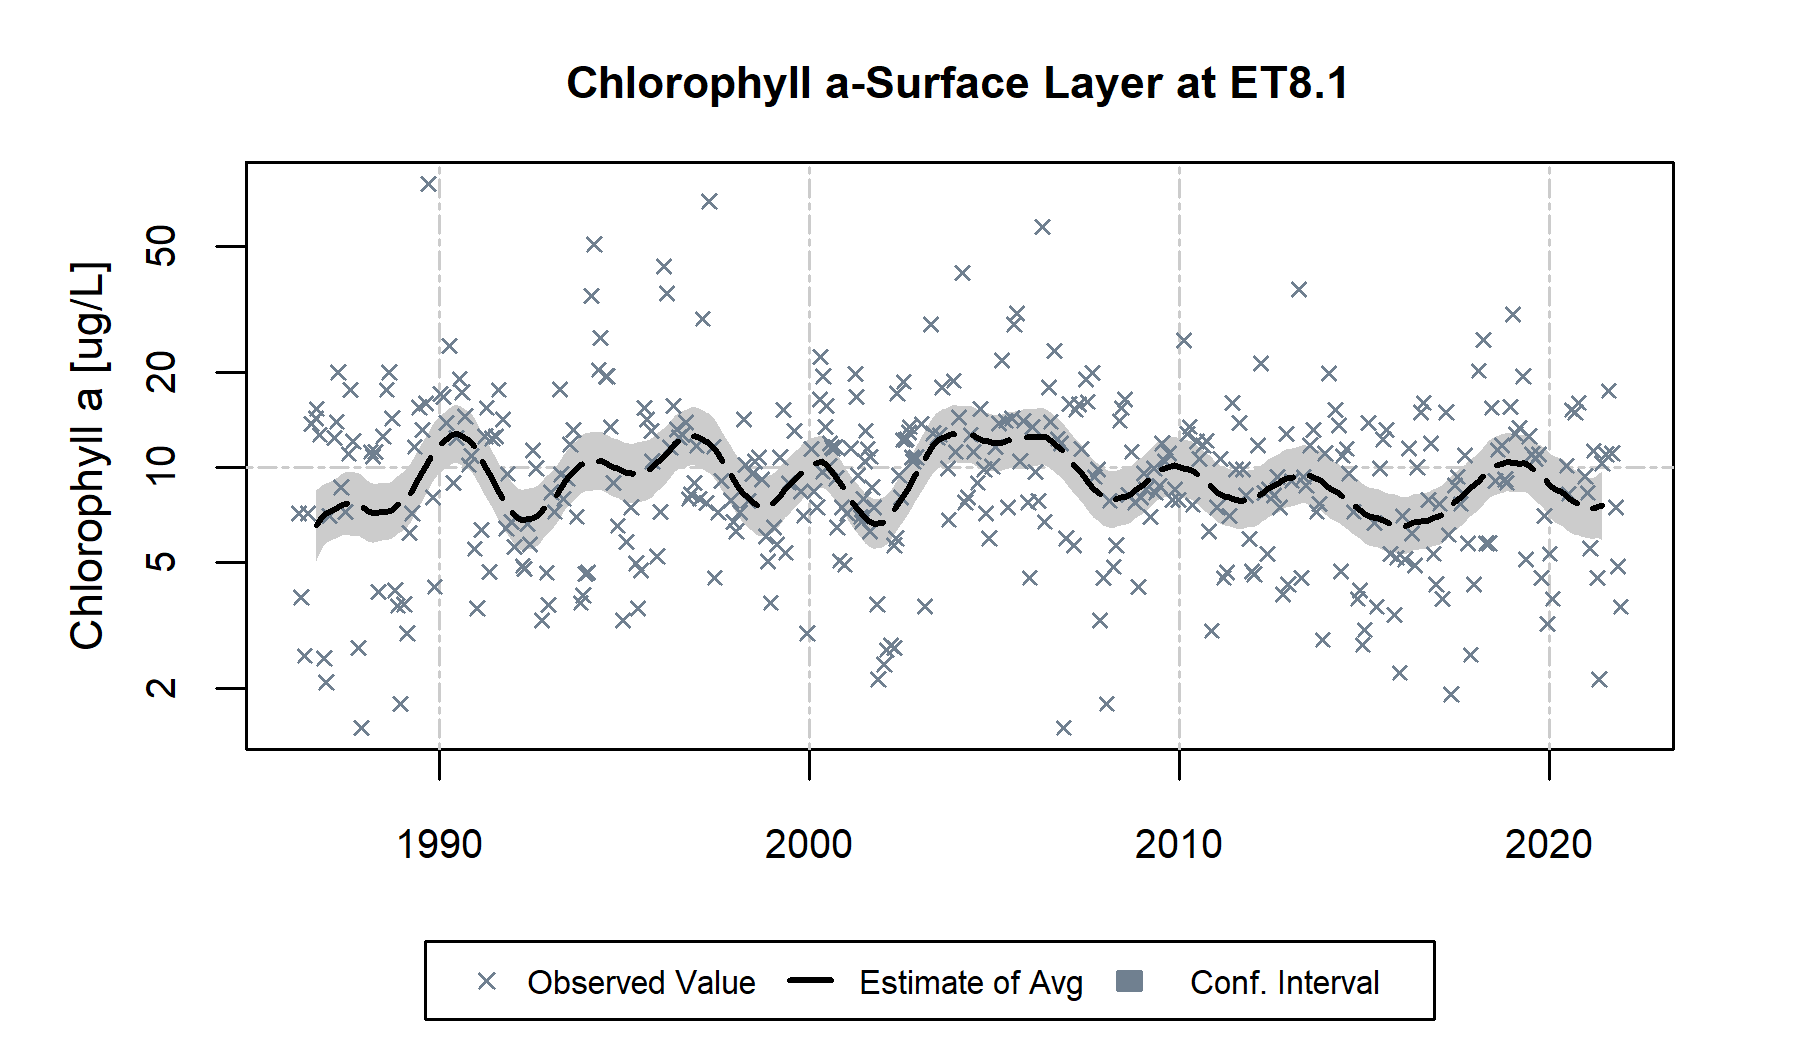 Chlorophyll a-Surface Layer at ET8.1
Chlorophyll a [ug/L]
50
20
10
5
2
1990 2000 2010 2020
Observed Value Estimate of Avg Conf. Interval